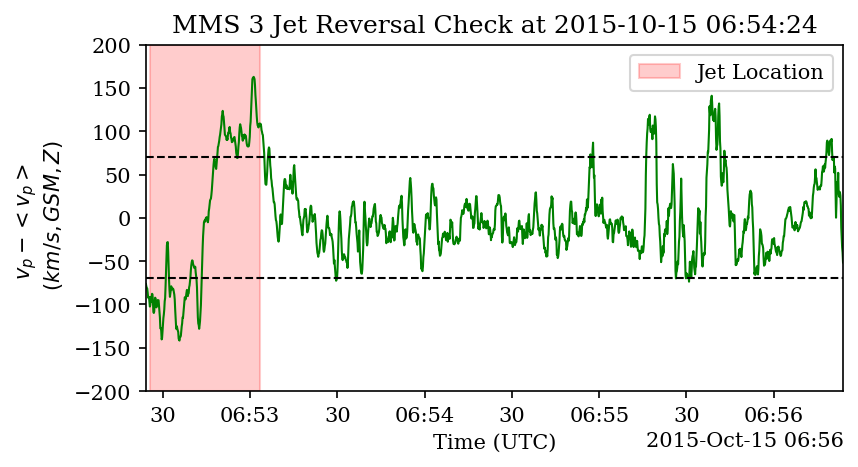 MMS 3 Jet Reversal Check at 2015-10-15 06:54:24
Jet Location
v_p − < v_p >
(km/s, GSM, Z)
200
150
100
50
0
−50
−100
−150
−200
30 06:53 30 06:54 30 06:55 30 06:56
Time (UTC)
2015-Oct-15 06:56